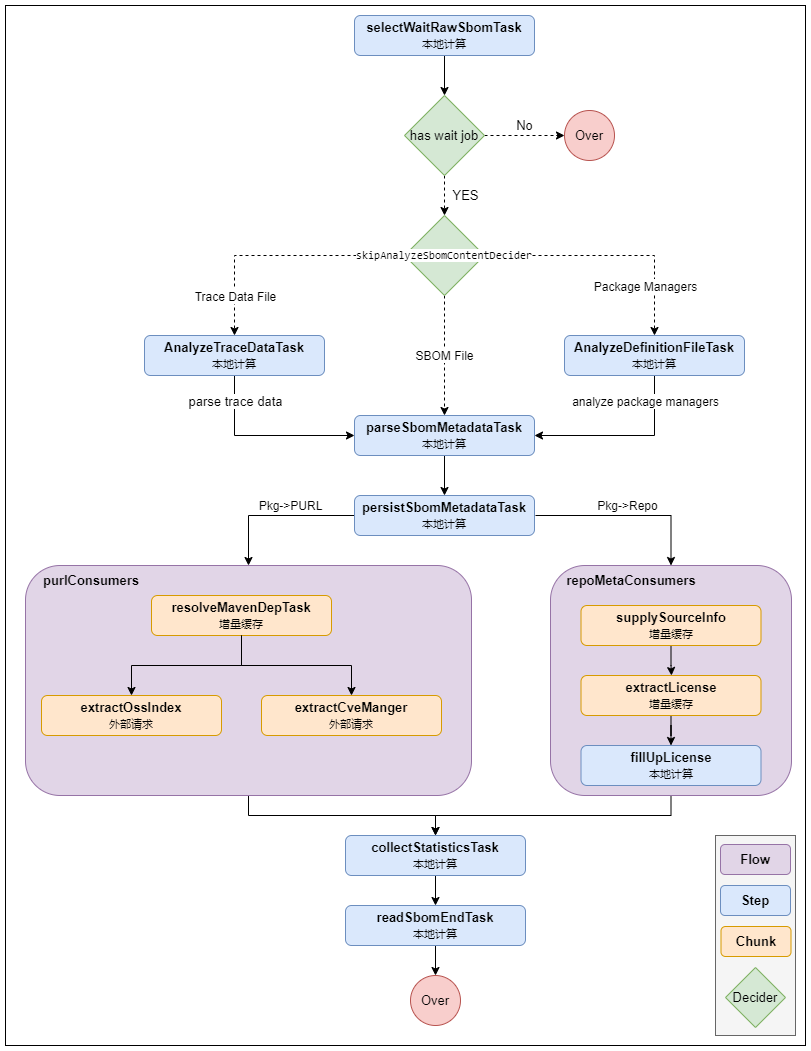 selectWaitRawSbomTask
本地计算
has wait job
No
Over
YES
skipAnalyzeSbomContentDecider
Trace Data File
Package Managers
AnalyzeTraceDataTask
本地计算
SBOM File
AnalyzeDefinitionFileTask
本地计算
parse trace data
analyze package managers
parseSbomMetadataTask
本地计算
Pkg->PURL
persistSbomMetadataTask
本地计算
Pkg->Repo
purlConsumers
resolveMavenDepTask
增量缓存
extractOssIndex
外部请求
extractCveManger
外部请求
repoMetaConsumers
supplySourceInfo
增量缓存
extractLicense
增量缓存
fillUpLicense
本地计算
collectStatisticsTask
本地计算
readSbomEndTask
本地计算
Over
Flow
Step
Chunk
Decider